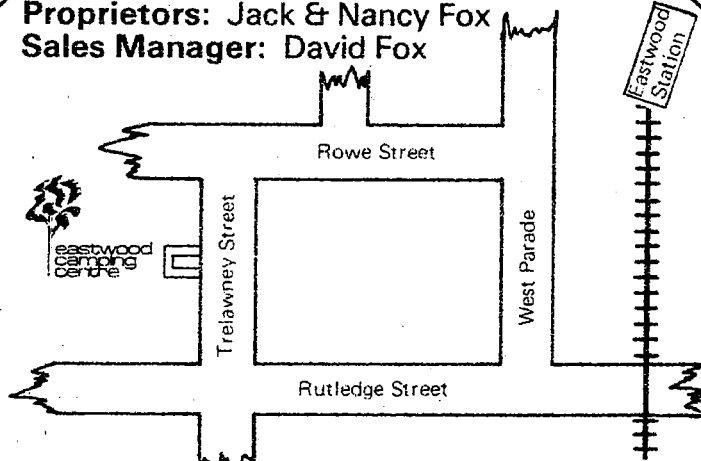 Proprietors: Jack & Nancy Fox
Sales Manager: David Fox
Eastwood
Station
Rowe Street
eastwood
camping
centre
Trelawney Street
West Parade
Rutledge Street